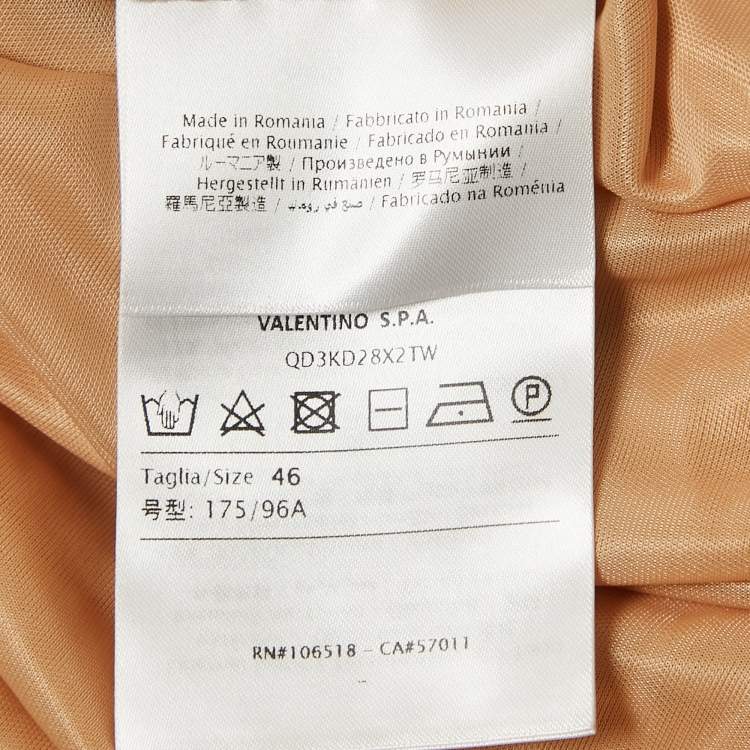 Made in Romania / Fabbricato in Romania /
Fabriqué en Roumanie / Fabricado en Romania /
ルーマニア製 / Произведено в Румынии /
Hergestellt in Rumänien / 罗马尼亚制造 /
羅馬尼亞製造 / صنع في / Fabricado na Roménia
VALENTINO S.P.A.
QD3KD28X2TW
P
Taglia/Size 46
号型: 175/96A
RN#106518 - CA#57011